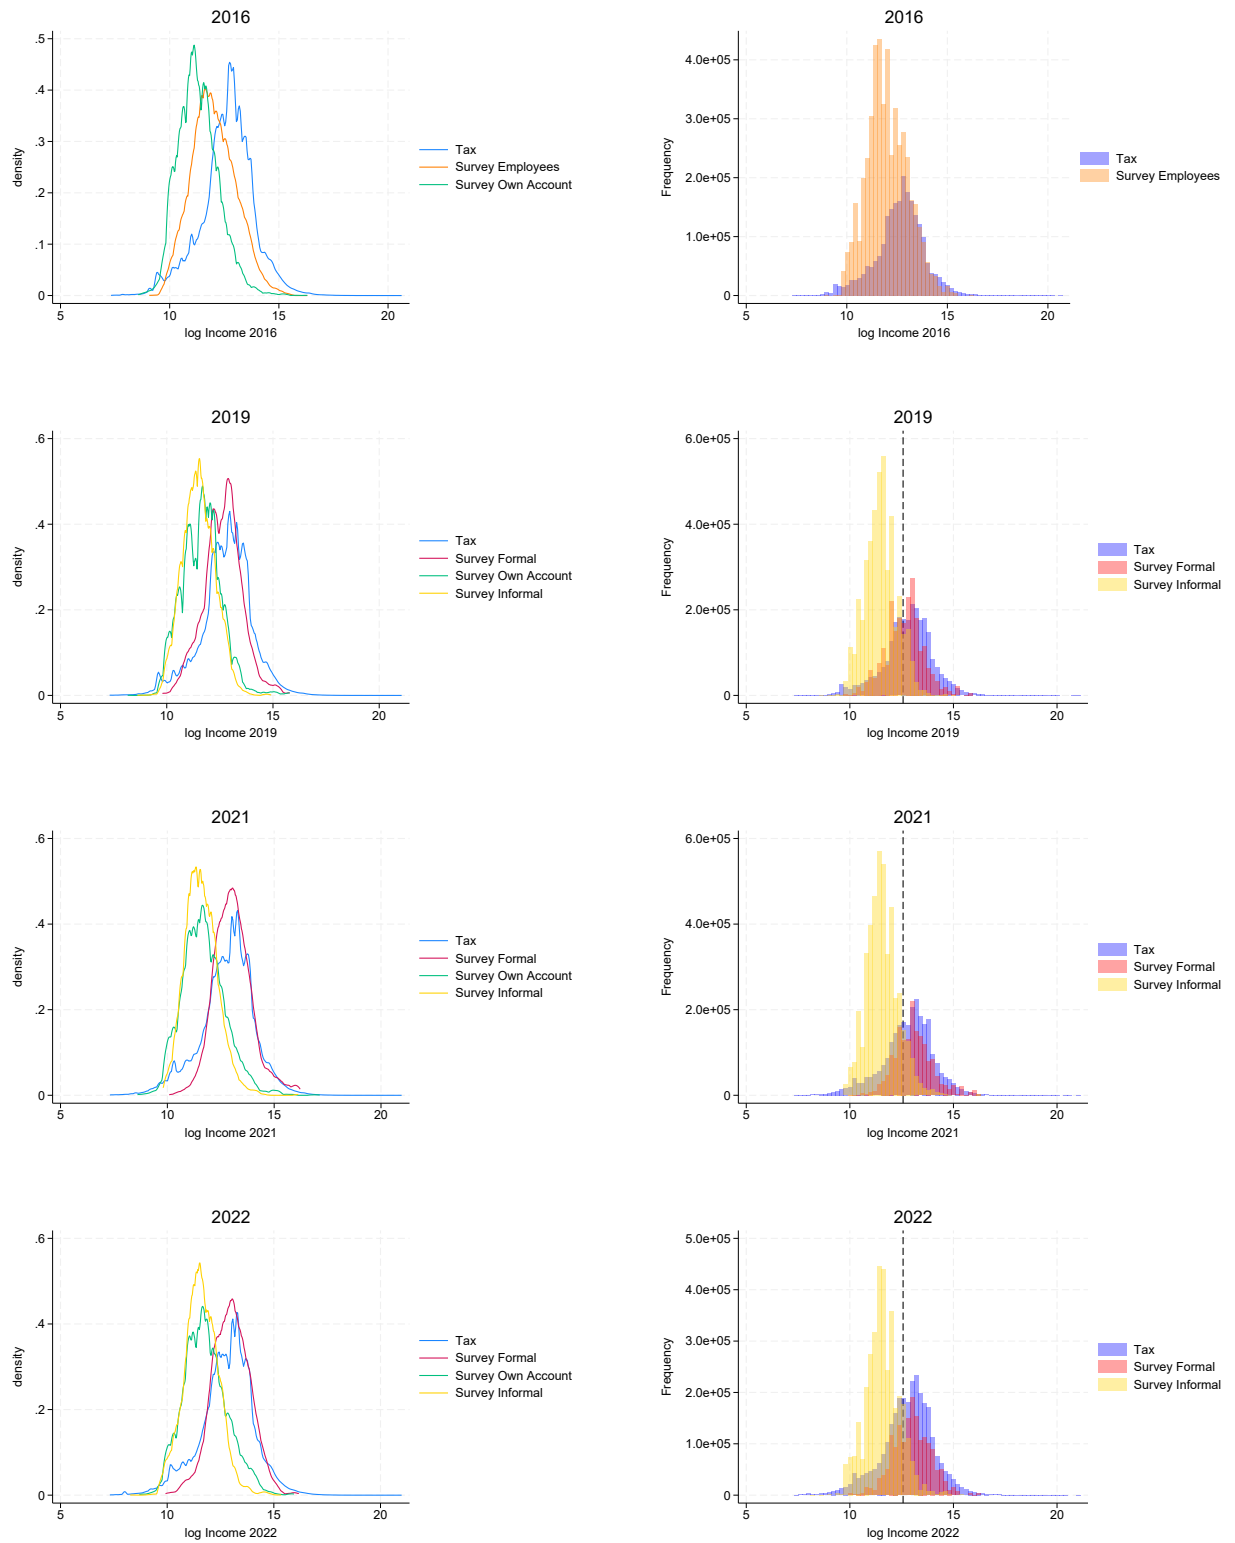 2016
.5
.4
.3
.2
.1
0
density
5
10
15
20
log Income 2016
Tax
Survey Employees
Survey Own Account
2016
4.0e+05
3.0e+05
2.0e+05
1.0e+05
0
Frequency
5
10
15
20
log Income 2016
Tax
Survey Employees
2019
.6
.4
.2
0
density
5
10
15
20
log Income 2019
Tax
Survey Formal
Survey Own Account
Survey Informal
2019
6.0e+05
4.0e+05
2.0e+05
0
Frequency
5
10
15
20
log Income 2019
Tax
Survey Formal
Survey Informal
2021
.6
.4
.2
0
density
5
10
15
20
log Income 2021
Tax
Survey Formal
Survey Own Account
Survey Informal
2021
6.0e+05
4.0e+05
2.0e+05
0
Frequency
5
10
15
20
log Income 2021
Tax
Survey Formal
Survey Informal
2022
.6
.4
.2
0
density
5
10
15
20
log Income 2022
Tax
Survey Formal
Survey Own Account
Survey Informal
2022
5.0e+05
4.0e+05
3.0e+05
2.0e+05
1.0e+05
0
Frequency
5
10
15
20
log Income 2022
Tax
Survey Formal
Survey Informal